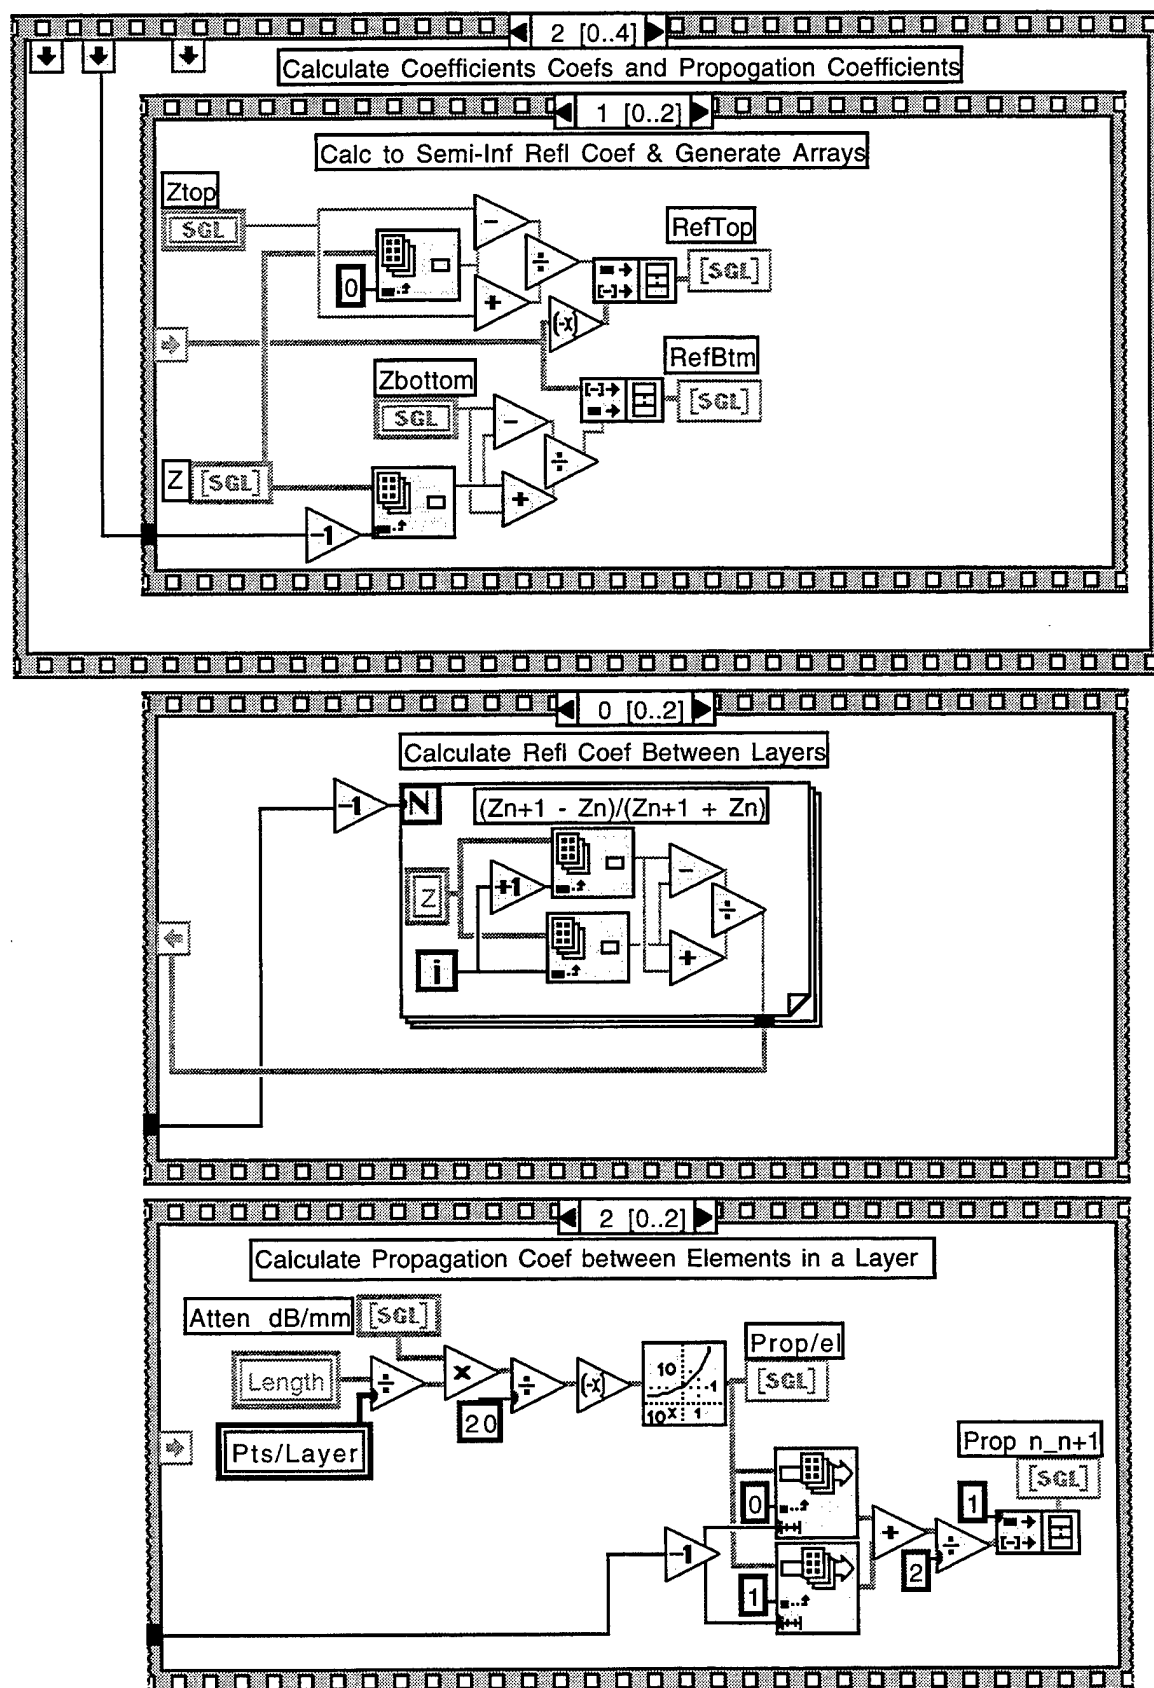 2 [0..4]
Calculate Coefficients Coefs and Propogation Coefficients
1 [0..2]
Calc to Semi-Inf Refl Coef & Generate Arrays
Ztop
SGL
-
÷
RefTop
[SGL]
0
+
(-x)
RefBtm
[SGL]
Zbottom
SGL
-
÷
Z [SGL]
+
-1
0 [0..2]
Calculate Refl Coef Between Layers
-1
N
(Zn+1 - Zn)/(Zn+1 + Zn)
Z
+1
-
÷
i
+
2 [0..2]
Calculate Propagation Coef between Elements in a Layer
Atten dB/mm [SGL]
Prop/el
[SGL]
Length
÷
x
÷
(-x)
10
-1
10x 1
20
Pts/Layer
Prop n_n+1
[SGL]
0
1
+
÷
-1
2
1